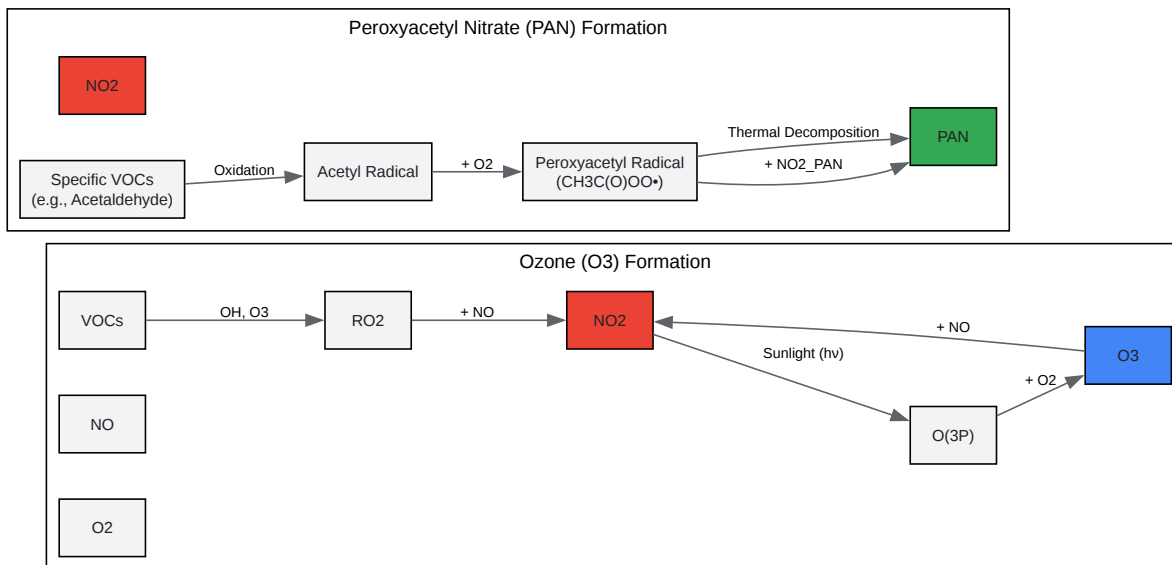 Peroxyacetyl Nitrate (PAN) Formation
NO2
Specific VOCs
(e.g., Acetaldehyde)
Oxidation
Acetyl Radical
+ O2
Peroxyacetyl Radical
(CH3C(O)OO•)
Thermal Decomposition
+ NO2_PAN
PAN
Ozone (O3) Formation
VOCs
OH, O3
RO2
+ NO
NO2
+ NO
Sunlight (hν)
O3
+ O2
O(3P)
NO
O2